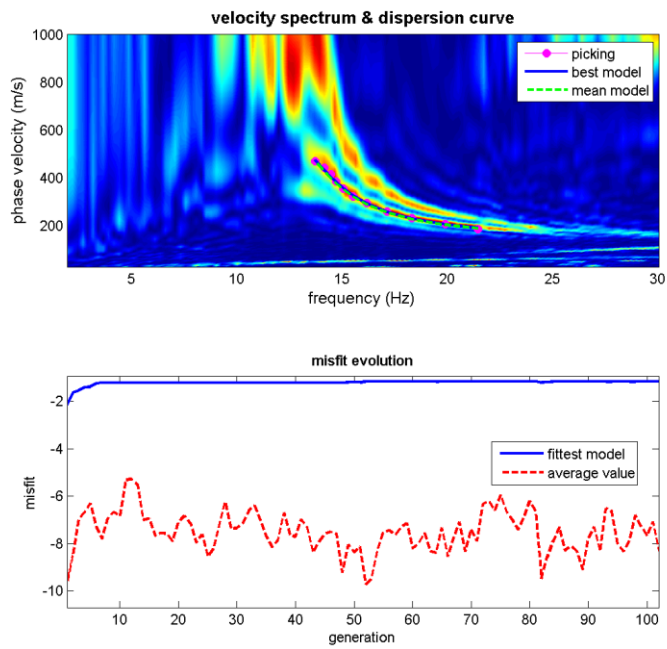 velocity spectrum & dispersion curve
phase velocity (m/s)
1000
800
600
400
200
picking
best model
mean model
5
10
15
20
25
30
frequency (Hz)
misfit evolution
misfit
-2
-4
-6
-8
-10
fittest model
average value
10
20
30
40
50
60
70
80
90
100
generation